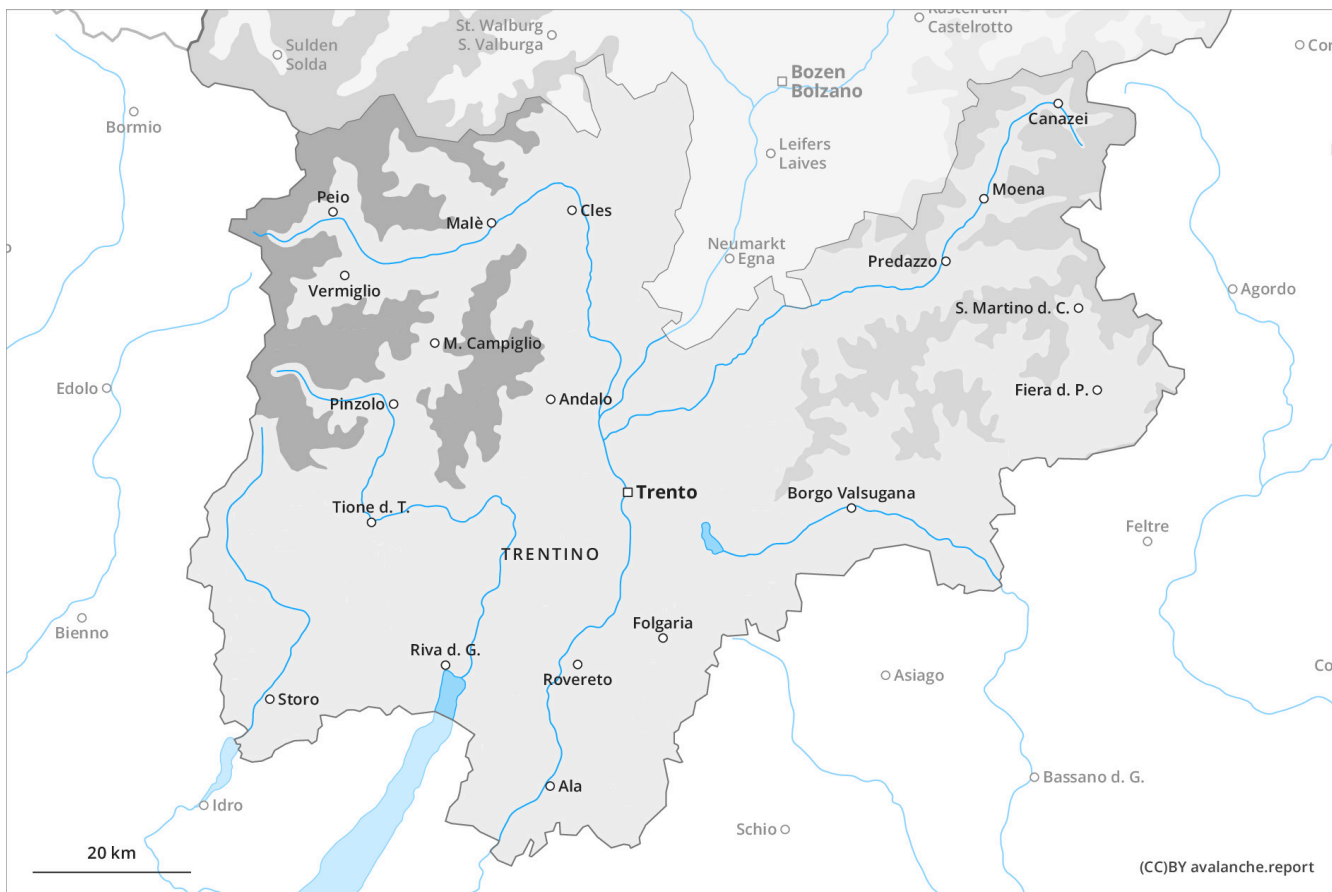 Kastelruth
Castelrotto
St. Walburg
S. Valburga
Sulden
Solda
Bozen
Bolzano
Bormio
Canazei
Leifers
Laives
Moena
Peio
Malè
Cles
Neumarkt
Egna
Predazzo
Vermiglio
Agordo
S. Martino d. C.
M. Campiglio
Edolo
Pinzolo
Andalo
Fiera d. P.
Trento
Borgo Valsugana
Tione d. T.
Feltre
TRENTINO
Bienno
Folgaria
Riva d. G.
Rovereto
Asiago
Storo
Ala
Bassano d. G.
Idro
Schio
20 km
(CC)BY avalanche.report